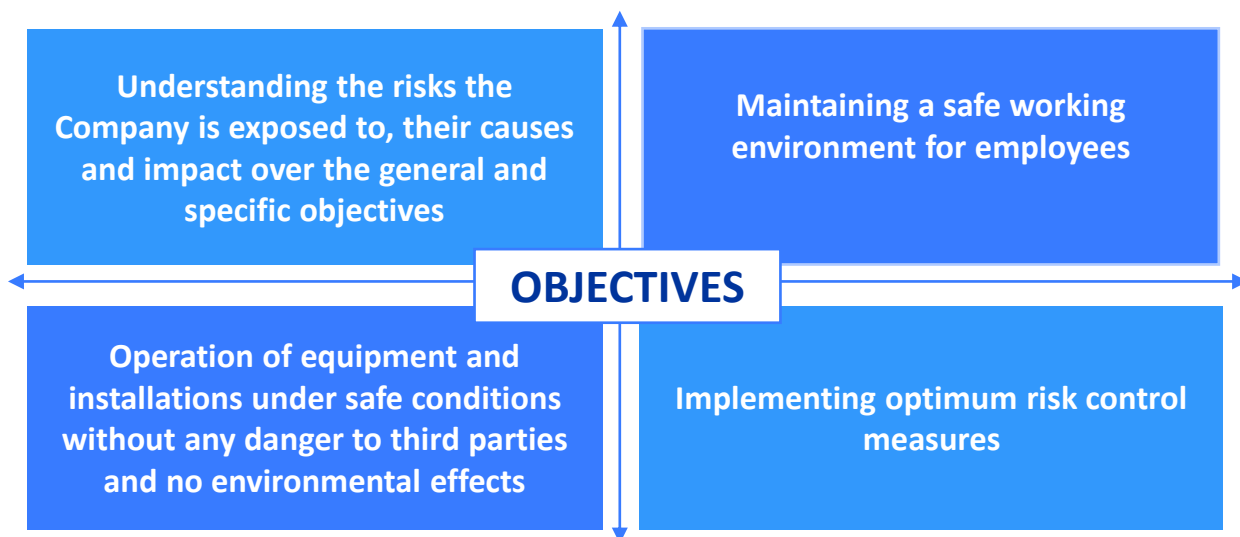 Understanding the risks the
Company is exposed to, their causes
and impact over the general and
specific objectives
Maintaining a safe working
environment for employees
OBJECTIVES
Operation of equipment and
installations under safe conditions
without any danger to third parties
and no environmental effects
Implementing optimum risk control
measures